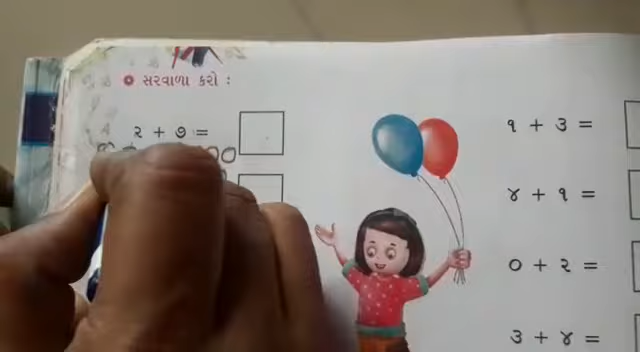 સરવાળા કરો :
૨ + ૭ =
૧ + ૩ =
૪ + ૧ =
૦ + ૨ =
૩ + ૪ =